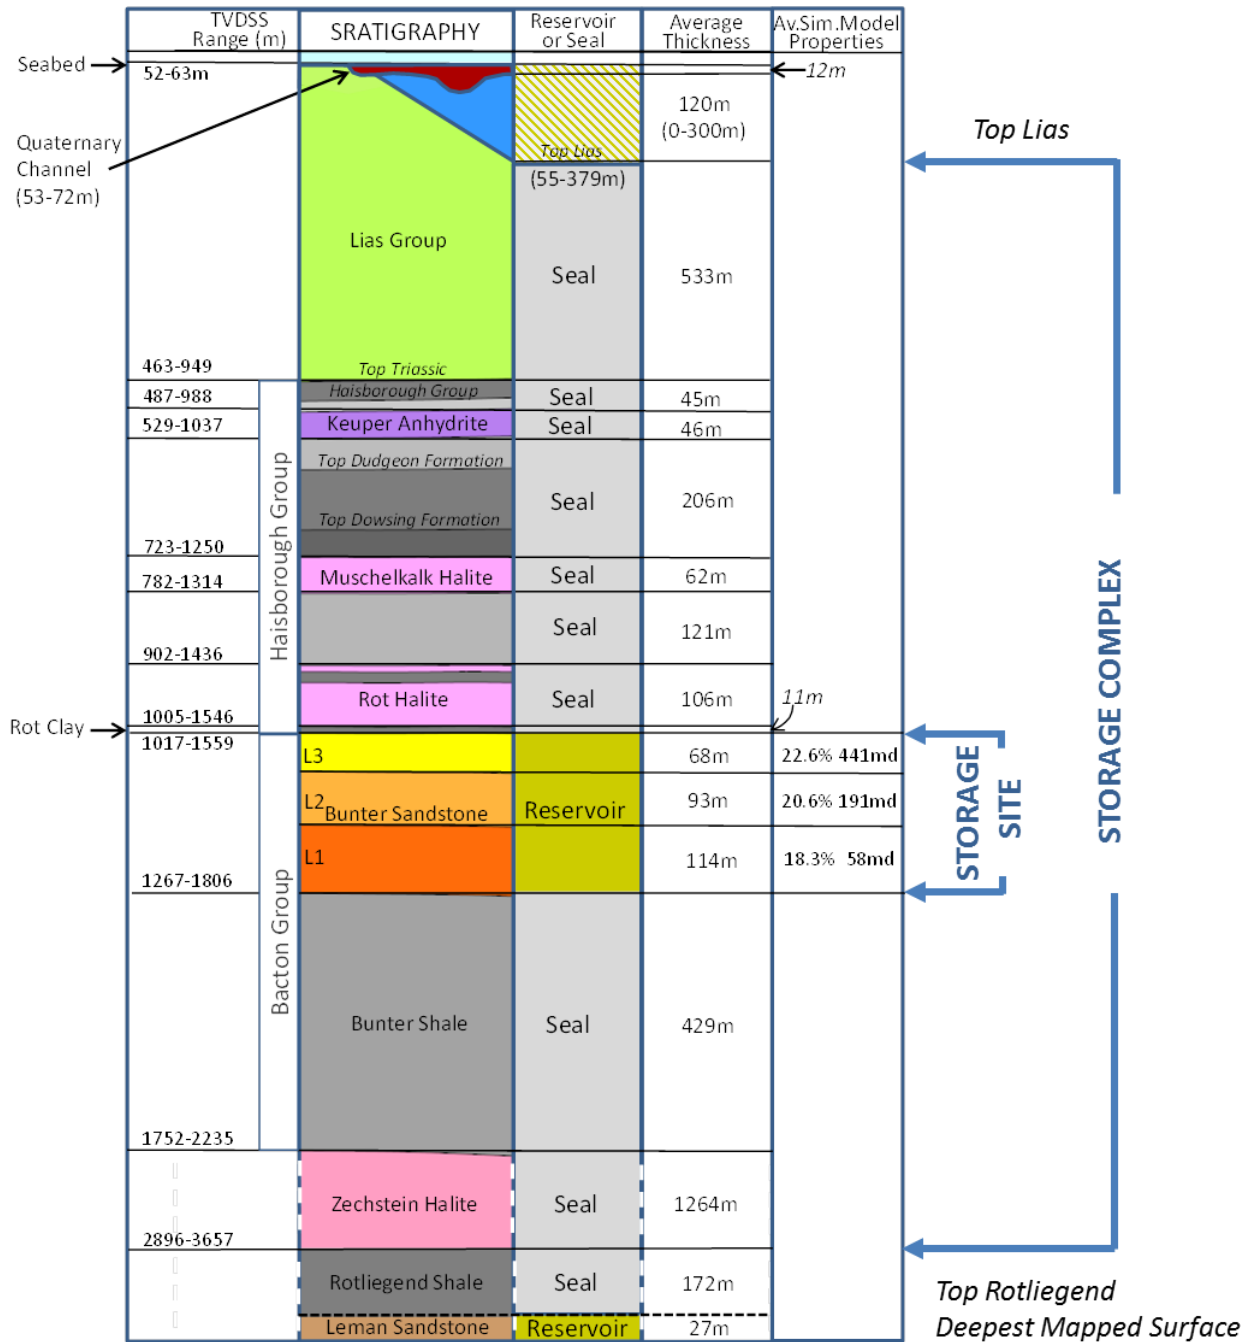 TVDSS
Range (m)
SRATIGRAPHY
Reservoir
or Seal
Average
Thickness
Av.Sim.Model
Properties
Seabed
52-63m
12m
Quaternary
Channel
(53-72m)
120m
(0-300m)
Top Lias
Top Lias
(55-379m)
Lias Group
Seal
533m
463-949
Top Triassic
487-988
Haisborough Group
Seal
45m
529-1037
Keuper Anhydrite
Seal
46m
Top Dudgeon Formation
Seal
206m
Top Dowsing Formation
723-1250
Haisborough Group
782-1314
Muschelkalk Halite
Seal
62m
Seal
121m
902-1436
Rot Halite
Seal
106m
11m
1005-1546
Rot Clay
1017-1559
L3
68m
22.6% 441md
L2
Bunter Sandstone
Reservoir
93m
20.6% 191md
L1
114m
18.3% 58md
1267-1806
STORAGE
SITE
STORAGE COMPLEX
Bacton Group
Bunter Shale
Seal
429m
1752-2235
Zechstein Halite
Seal
1264m
2896-3657
Rotliegend Shale
Seal
172m
Leman Sandstone
Reservoir
27m
Top Rotliegend
Deepest Mapped Surface